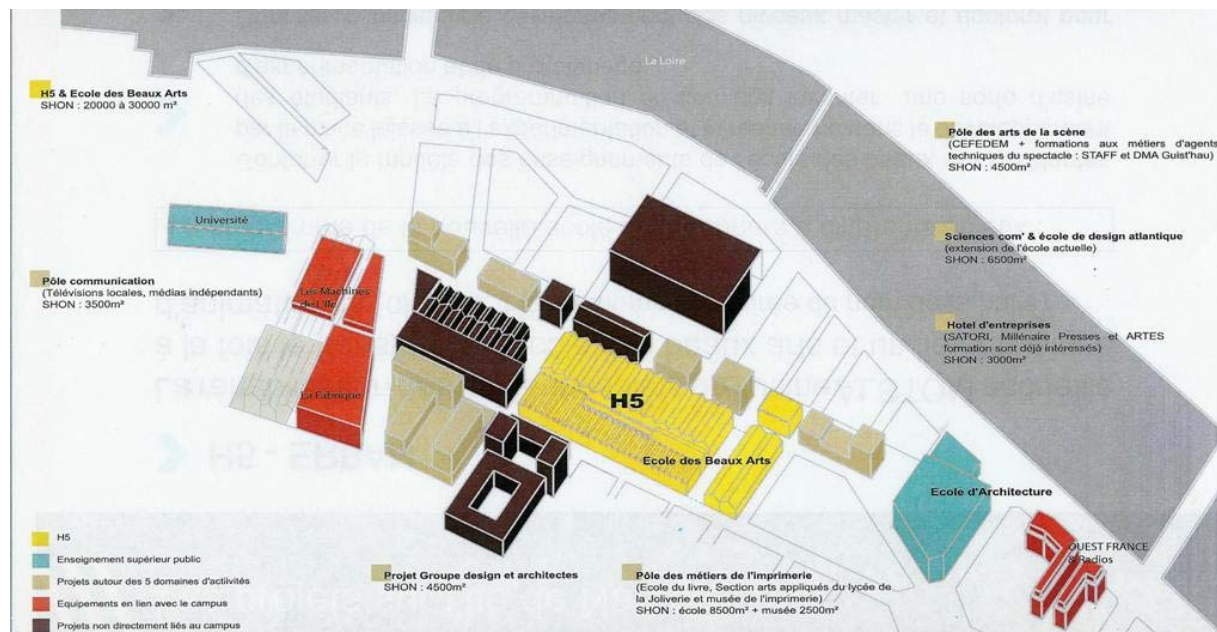 La Loire
H5 & Ecole des Beaux Arts
SHON : 20000 à 30000 m²
Pôle des arts de la scène
(CEFEDEM + formations aux métiers d'agents
techniques du spectacle : STAFF et DMA Guist'hau)
SHON : 4500m²
Université
Sciences com' & école de design atlantique
(extension de l'école actuelle)
SHON : 6500m²
Pôle communication
(Télévisions locales, médias indépendants)
SHON : 3500m²
Les Machines
de L'Ile
Hotel d'entreprises
(SATORI, Millénaire Presses et ARTES
formation sont déjà intéressés)
SHON : 3000m²
La Fabrique
H5
Ecole des Beaux Arts
Ecole d'Architecture
OUEST FRANCE
& Radios
H5
Enseignement supérieur public
Projets autour des 5 domaines d'actiivités
Equipements en lien avec le campus
Projets non directement liés au campus
Projet Groupe design et architectes
SHON : 4500m²
Pôle des métiers de l'imprimerie
(Ecole du livre, Section arts appliqués du lycée de
la Joliverie et musée de l'imprimerie)
SHON : école 8500m² + musée 2500m²